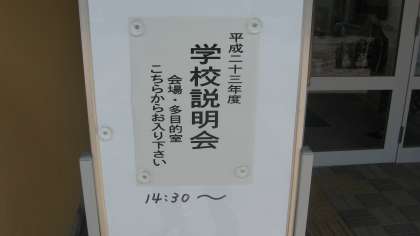 平成二十三年度
学校説明会
会場・多目的室
こちらからお入り下さい
14:30～